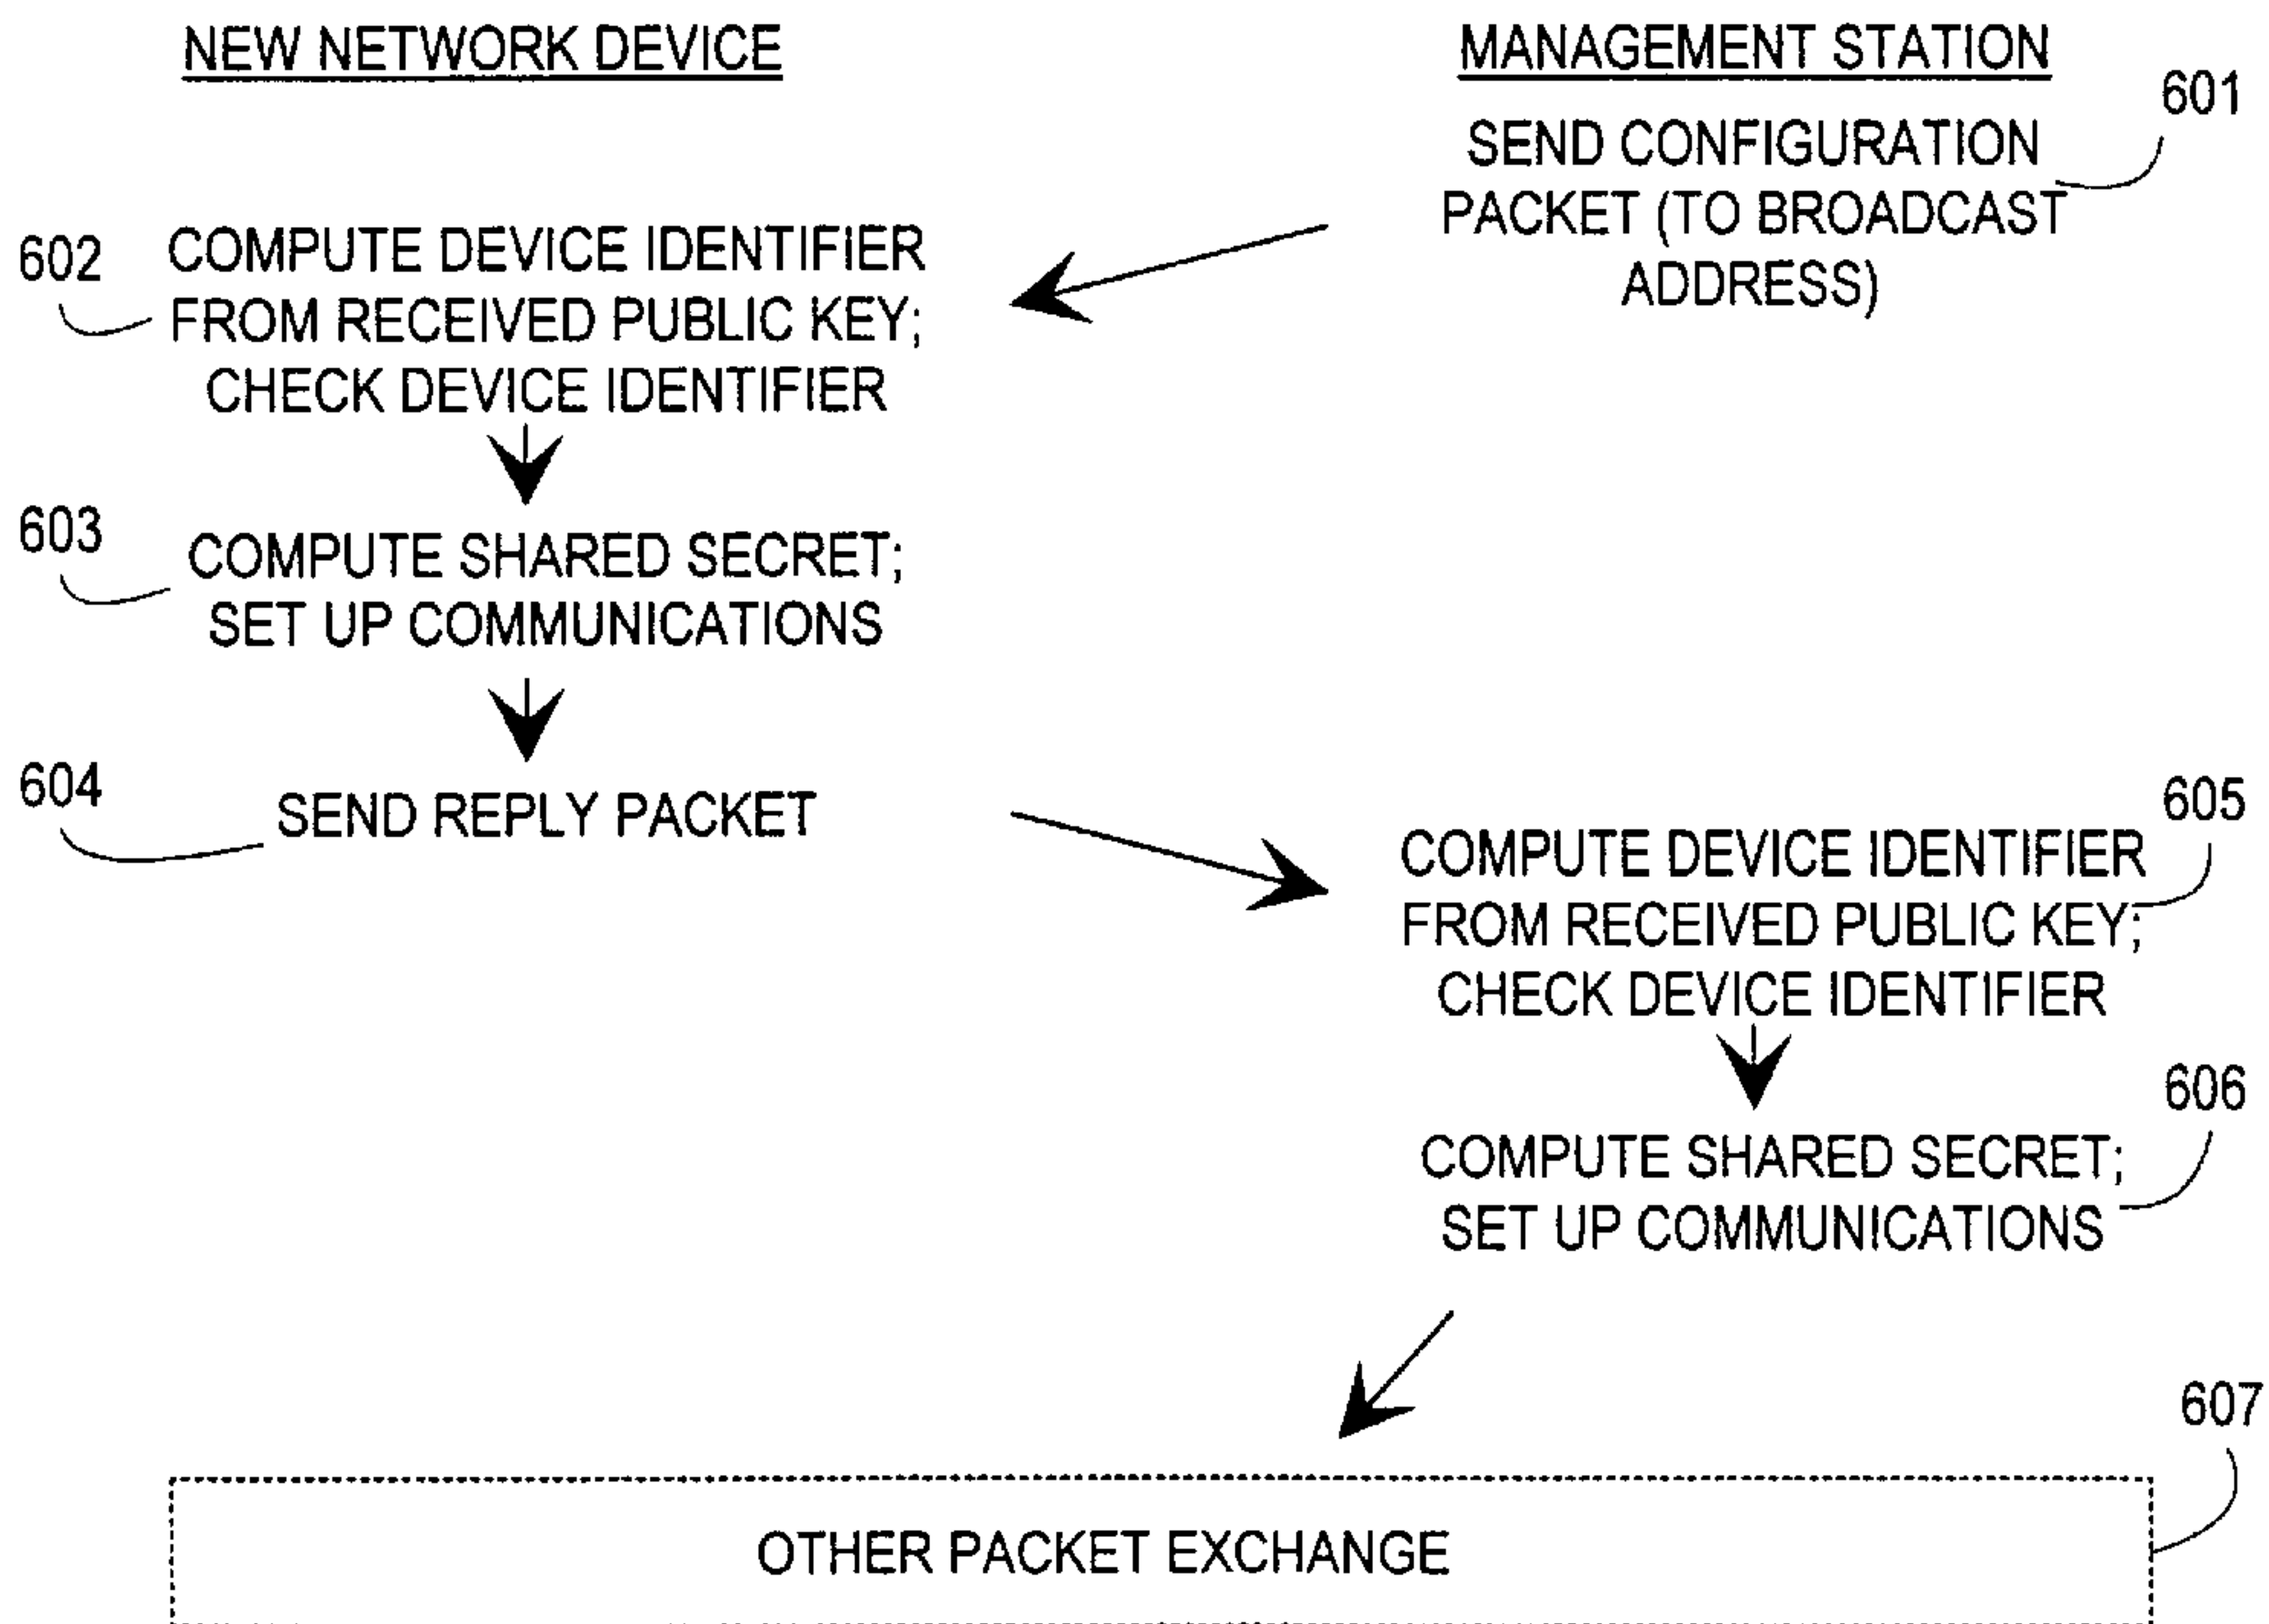 NEW NETWORK DEVICE
MANAGEMENT STATION
601
SEND CONFIGURATION
PACKET (TO BROADCAST
ADDRESS)
602
COMPUTE DEVICE IDENTIFIER
FROM RECEIVED PUBLIC KEY;
CHECK DEVICE IDENTIFIER
603
COMPUTE SHARED SECRET;
SET UP COMMUNICATIONS
604
SEND REPLY PACKET
605
COMPUTE DEVICE IDENTIFIER
FROM RECEIVED PUBLIC KEY;
CHECK DEVICE IDENTIFIER
606
COMPUTE SHARED SECRET;
SET UP COMMUNICATIONS
607
OTHER PACKET EXCHANGE